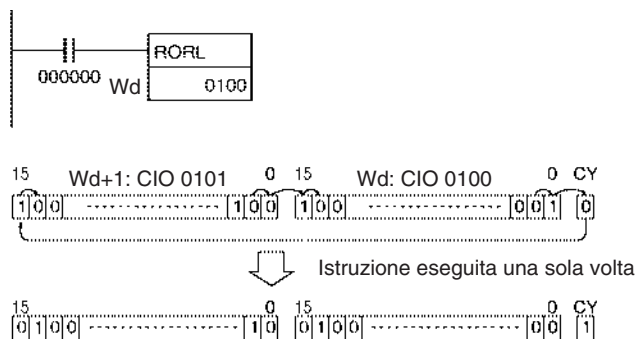 RORL
000000 Wd 0100
15 Wd+1: CIO 0101 0 15 Wd: CIO 0100 0 CY
1 0 0 1 0 0 1 0 0 0 0 1 0
Istruzione eseguita una sola volta
15 0 15 0 CY
0 1 0 0 1 0 0 1 0 0 0 0 1